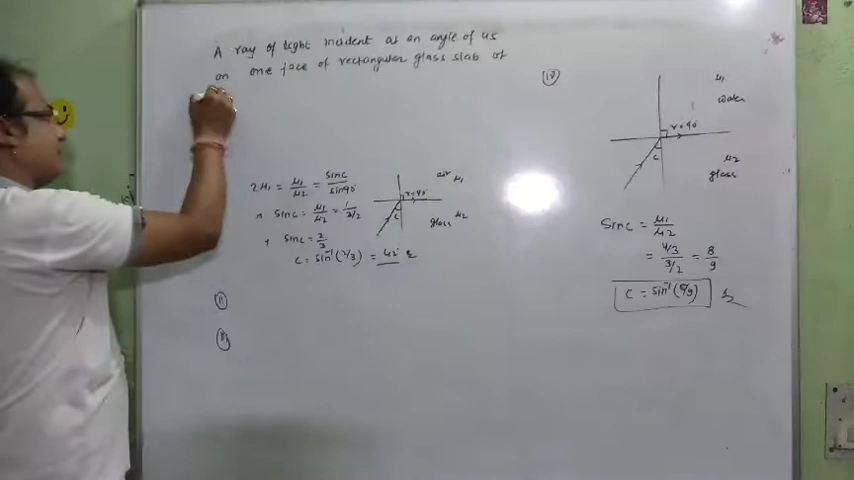 A ray of light incident at an angle of 45
on one face of rectangular glass slab of
2μ1 = μ1/μ2 = sinc/sin90°
sinc = μ1/μ2 = 1/3/2
sinc = 2/3
c = sin⁻¹(2/3) = 42°
air μ1
r=90°
c
glass μ2
(ii)
(iii)
(iv)
μ1
water
r=90°
c
μ2
glass
Sinc = μ1/μ2
= 4/3/3/2 = 8/9
c = sin⁻¹(8/9)